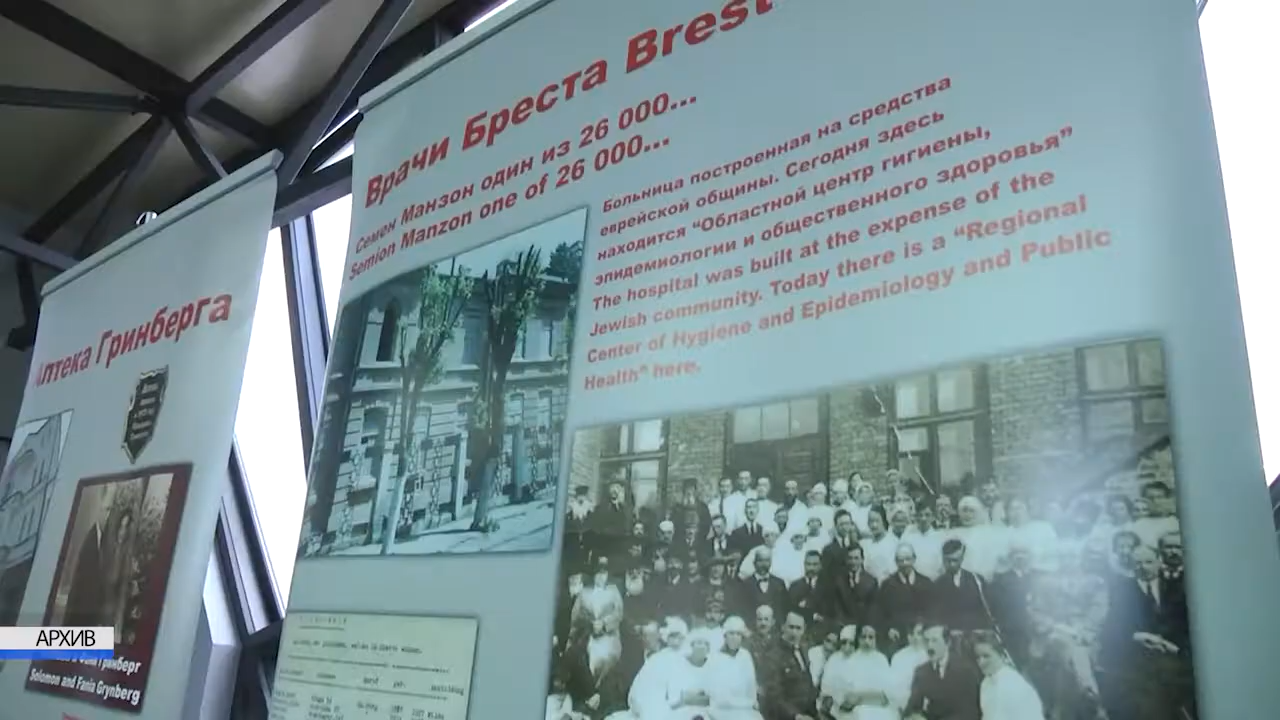 Врачи Бреста Brest
Семен Манзон один из 26 000...
Semion Manzon one of 26 000...
Больница построенная на средства
еврейской общины. Сегодня здесь
находится “Областной центр гигиены,
эпидемиологии и общественного здоровья”
The hospital was built at the expense of the
Jewish community. Today there is a “Regional
Center of Hygiene and Epidemiology and Public
Health” here.
Аптека Гринберга
АРХИВ
Гринберг
Solomon and Fania Grynberg